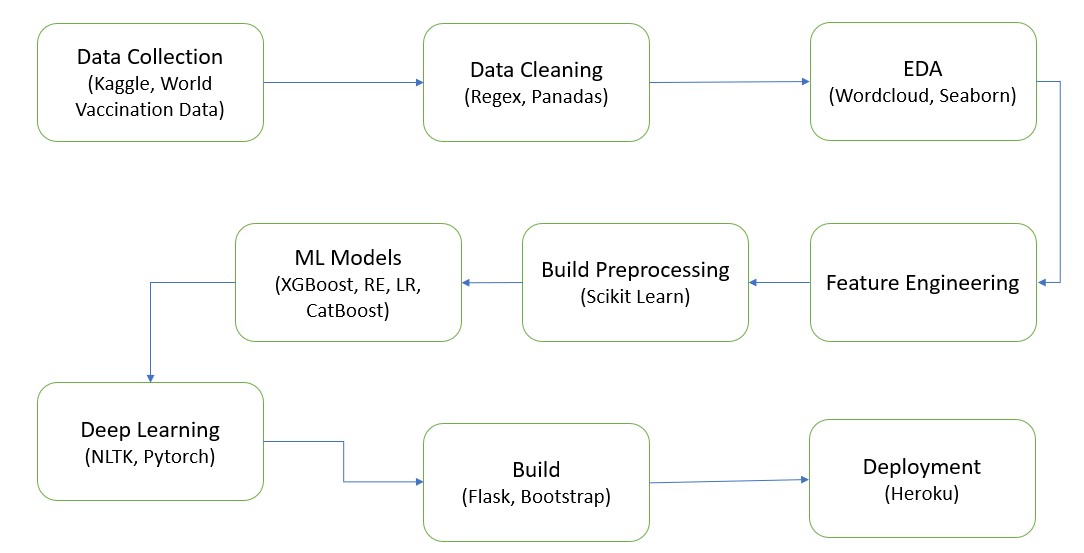 Data Collection
(Kaggle, World
Vaccination Data)
Data Cleaning
(Regex, Panadas)
EDA
(Wordcloud, Seaborn)
Feature Engineering
Build Preprocessing
(Scikit Learn)
ML Models
(XGBoost, RE, LR,
CatBoost)
Deep Learning
(NLTK, Pytorch)
Build
(Flask, Bootstrap)
Deployment
(Heroku)